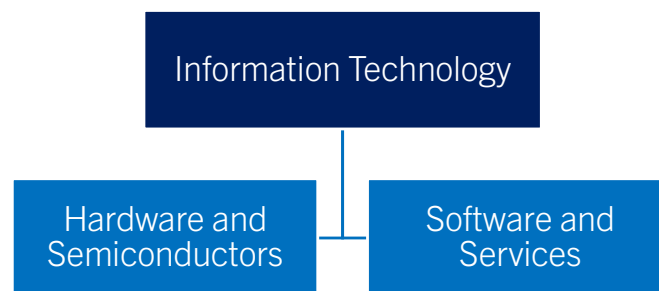 Information Technology
Hardware and
Semiconductors
Software and
Services